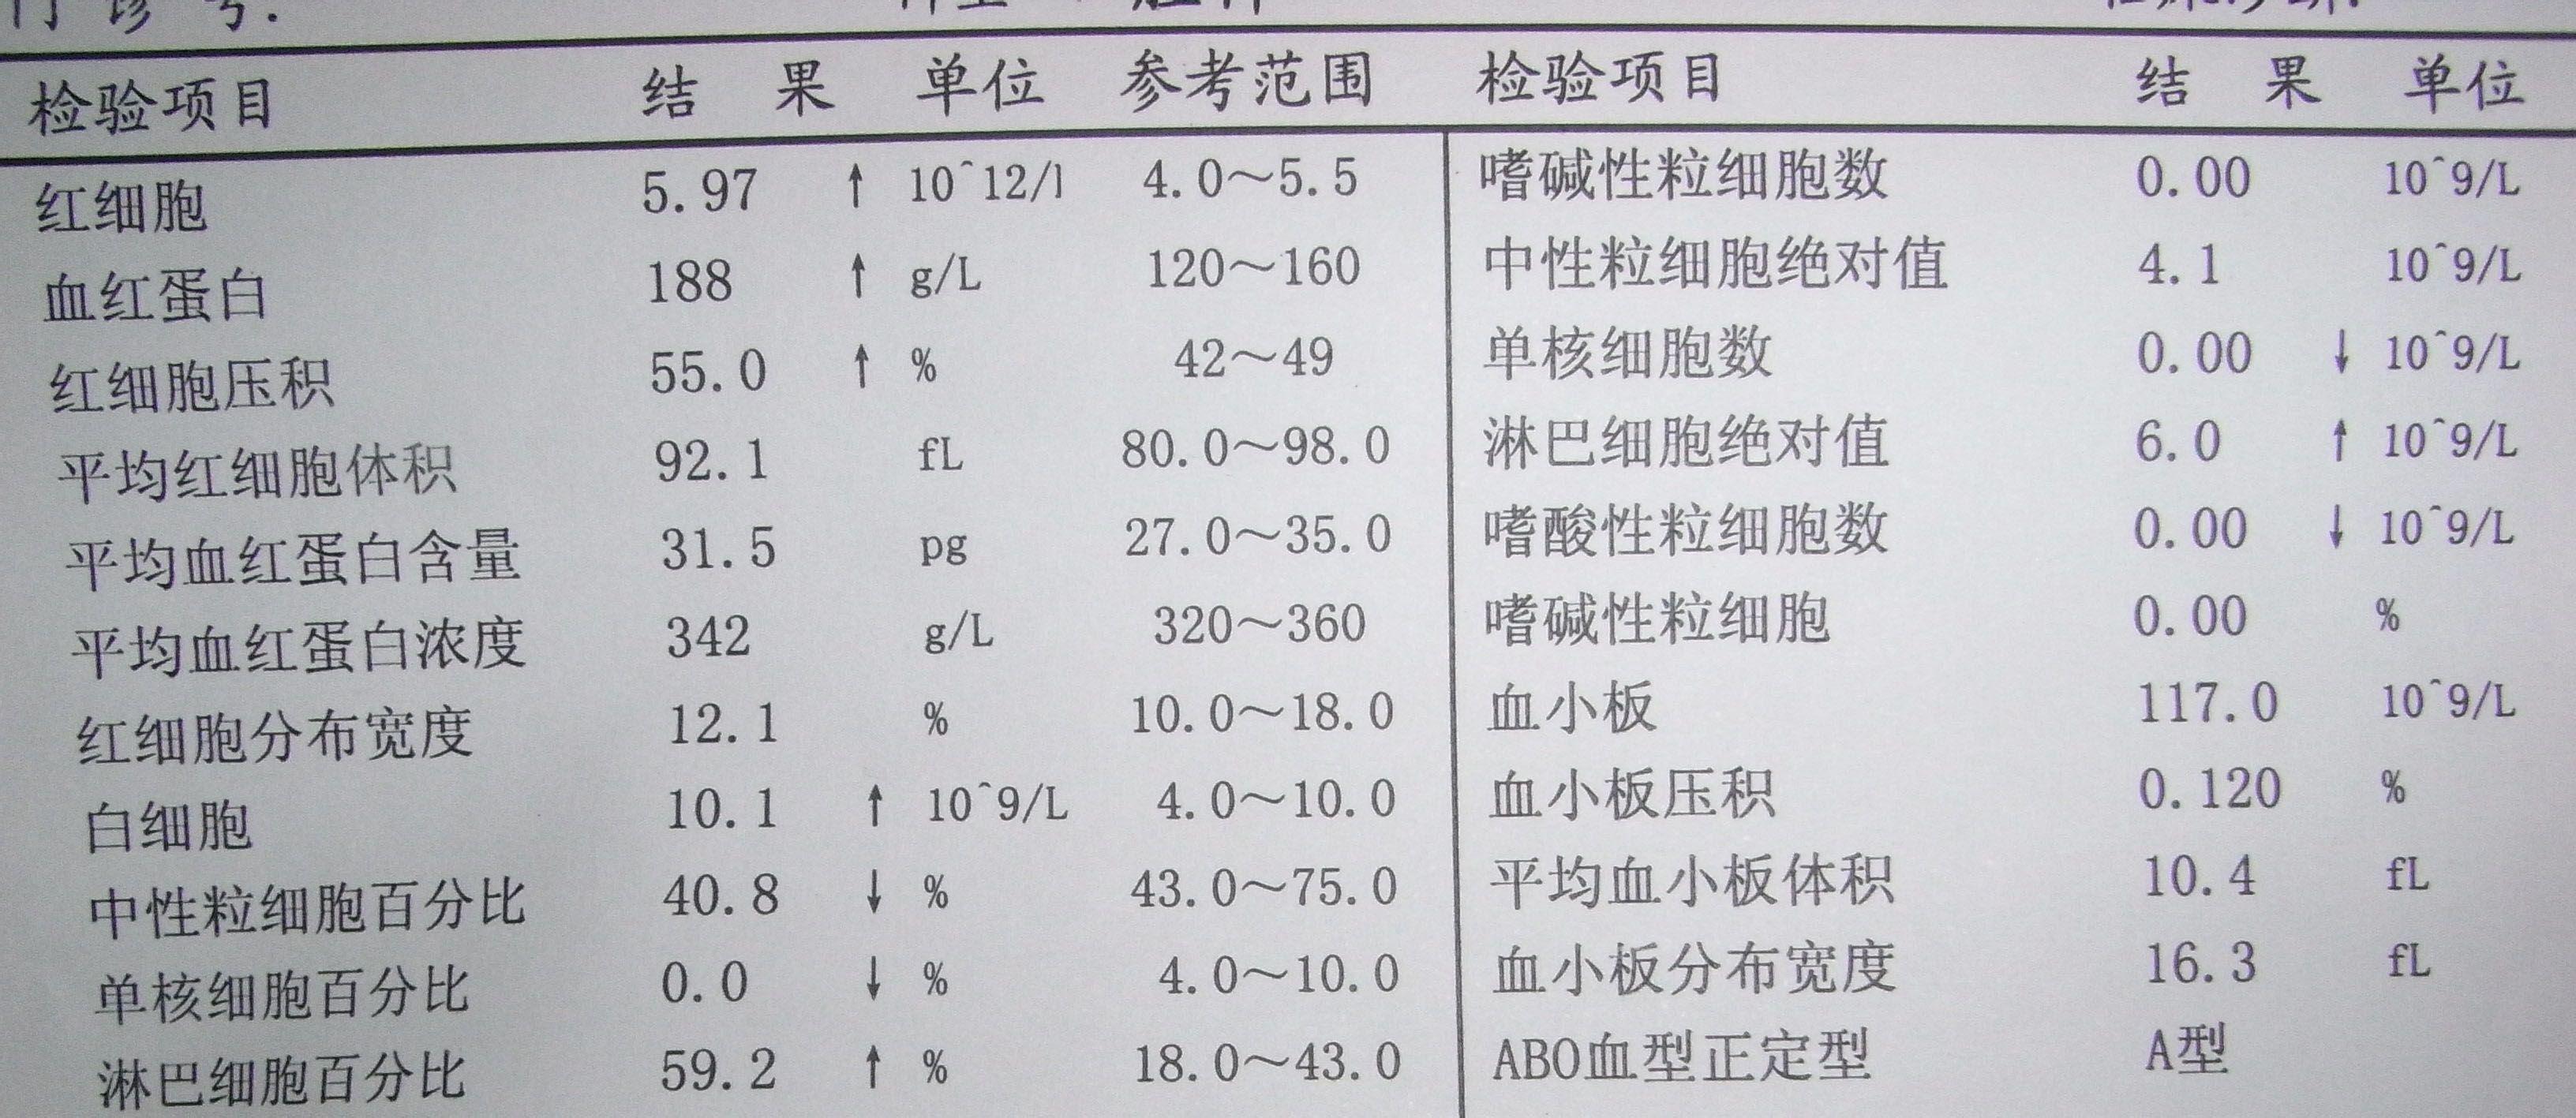 门 诊 号:
检验项目 结 果 单位 参考范围 检验项目 结 果 单位
红细胞 5.97 ↑ 10^12/l 4.0～5.5 嗜碱性粒细胞数 0.00 10^9/L
血红蛋白 188 ↑ g/L 120～160 中性粒细胞绝对值 4.1 10^9/L
红细胞压积 55.0 ↑ % 42～49 单核细胞数 0.00 ↓ 10^9/L
平均红细胞体积 92.1 fL 80.0～98.0 淋巴细胞绝对值 6.0 ↑ 10^9/L
平均血红蛋白含量 31.5 pg 27.0～35.0 嗜酸性粒细胞数 0.00 ↓ 10^9/L
平均血红蛋白浓度 342 g/L 320～360 嗜碱性粒细胞 0.00 %
红细胞分布宽度 12.1 % 10.0～18.0 血小板 117.0 10^9/L
白细胞 10.1 ↑ 10^9/L 4.0～10.0 血小板压积 0.120 %
中性粒细胞百分比 40.8 ↓ % 43.0～75.0 平均血小板体积 10.4 fL
单核细胞百分比 0.0 ↓ % 4.0～10.0 血小板分布宽度 16.3 fL
淋巴细胞百分比 59.2 ↑ % 18.0～43.0 ABO血型正定型 A型